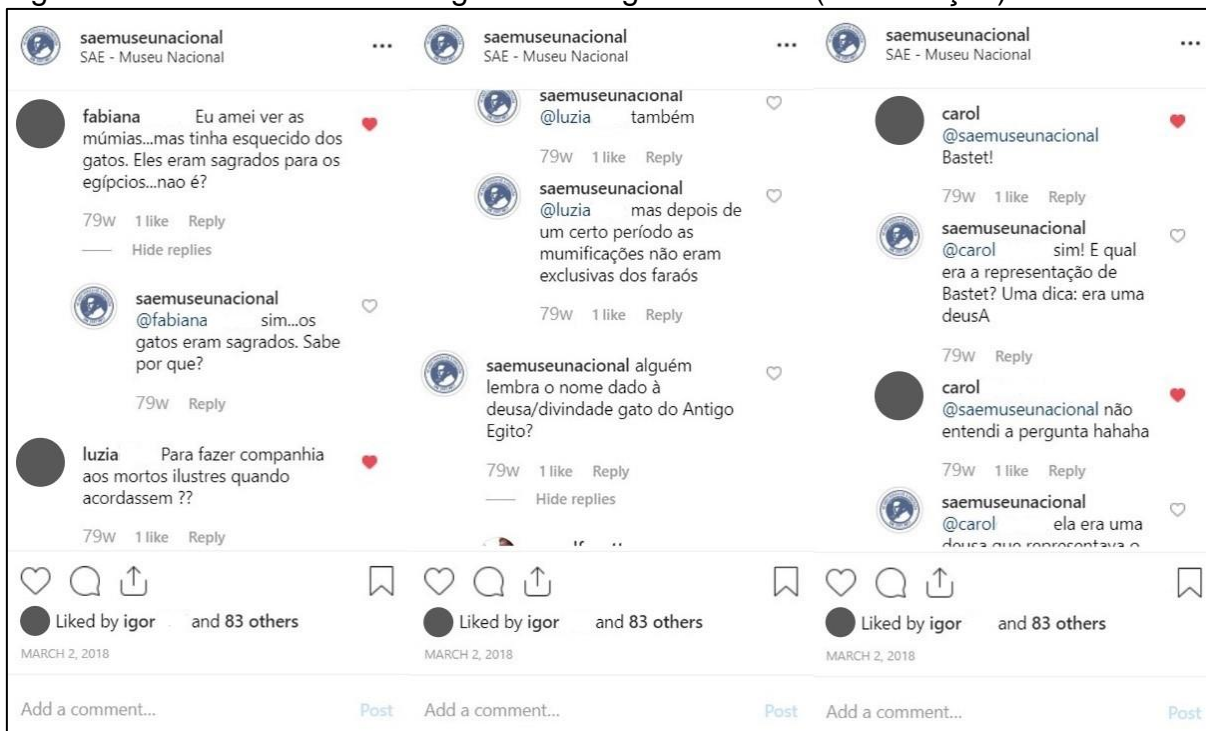 saemuseunacional
SAE - Museu Nacional
fabiana Eu amei ver as
múmias...mas tinha esquecido dos
gatos. Eles eram sagrados para os
egípcios...nao é?
79w 1 like Reply
Hide replies
saemuseunacional
@fabiana sim...os
gatos eram sagrados. Sabe
por que?
79w Reply
luzia Para fazer companhia
aos mortos ilustres quando
acordassem ??
79w 1 like Reply
Liked by igor and 83 others
MARCH 2, 2018
Add a comment... Post
saemuseunacional
SAE - Museu Nacional
saemuseunacional
@luzia também
79w 1 like Reply
saemuseunacional
@luzia mas depois de
um certo período as
mumificações não eram
exclusivas dos faraós
79w 1 like Reply
saemuseunacional alguém
lembra o nome dado à
deusa/divindade gato do Antigo
Egito?
79w 1 like Reply
Hide replies
Liked by igor and 83 others
MARCH 2, 2018
Add a comment... Post
saemuseunacional
SAE - Museu Nacional
carol
@saemuseunacional
Bastet!
79w 1 like Reply
saemuseunacional
@carol sim! E qual
era a representação de
Bastet? Uma dica: era uma
deusA
79w Reply
carol
@saemuseunacional não
entendi a pergunta hahaha
79w 1 like Reply
saemuseunacional
@carol ela era uma
deusa que representava o
Liked by igor and 83 others
MARCH 2, 2018
Add a comment... Post